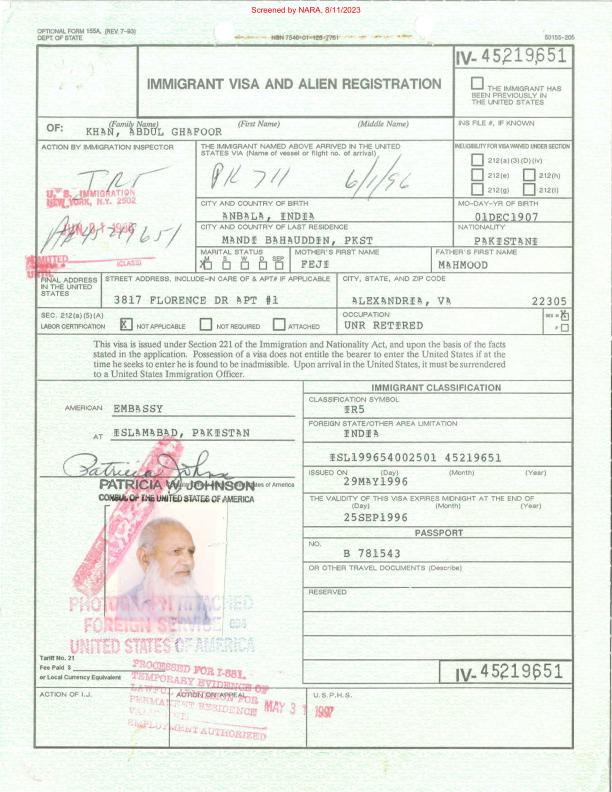 Screened by NARA, 8/11/2023
OPTIONAL FORM 155A, (REV. 7-93)
DEPT. OF STATE
NSN 7540-01-126-2761
50155-205
IMMIGRANT VISA AND ALIEN REGISTRATION
IV- 45219651
THE IMMIGRANT HAS
BEEN PREVIOUSLY IN
THE UNITED STATES
OF:
(Family Name) (First Name) (Middle Name)
KHAN, ABDUL GHAFOOR
INS FILE #, IF KNOWN
ACTION BY IMMIGRATION INSPECTOR
U.S. IMMIGRATION
NEW YORK, N.Y. 2502
A45219651
ADMITTED
(CLASS)
UNTIL
THE IMMIGRANT NAMED ABOVE ARRIVED IN THE UNITED
STATES VIA (Name of vessel or flight no. of arrival)
PK 711 6/1/96
INELIGIBILITY FOR VISA WAIVED UNDER SECTION
212(a)(3)(D)(iv)
212(e) 212(h)
212(g) 212(i)
CITY AND COUNTRY OF BIRTH
ANBALA, INDIA
MO-DAY-YR OF BIRTH
01DEC1907
CITY AND COUNTRY OF LAST RESIDENCE
MANDI BAHAUDDIN, PKST
NATIONALITY
PAKISTANI
MARITAL STATUS
M S W D SEP
X
MOTHER'S FIRST NAME
FEJI
FATHER'S FIRST NAME
MAHMOOD
FINAL ADDRESS
IN THE UNITED
STATES
STREET ADDRESS, INCLUDE-IN CARE OF & APT# IF APPLICABLE
3817 FLORENCE DR APT #1
CITY, STATE, AND ZIP CODE
ALEXANDRIA, VA 22305
SEC. 212(a)(5)(A)
LABOR CERTIFICATION
X NOT APPLICABLE NOT REQUIRED ATTACHED
OCCUPATION
UNR RETIRED
SEX M X
F
This visa is issued under Section 221 of the Immigration and Nationality Act, and upon the basis of the facts
stated in the application. Possession of a visa does not entitle the bearer to enter the United States if at the
time he seeks to enter he is found to be inadmissible. Upon arrival in the United States, it must be surrendered
to a United States Immigration Officer.
AMERICAN EMBASSY
AT ISLAMABAD, PAKISTAN
Patricia Johnson
PATRICIA W. JOHNSON
CONSUL OF THE UNITED STATES OF AMERICA
PHOTOGRAPH ATTACHED
FOREIGN SERVICE
UNITED STATES OF AMERICA
IMMIGRANT CLASSIFICATION
CLASSIFICATION SYMBOL
IR5
FOREIGN STATE/OTHER AREA LIMITATION
INDIA
ISL199654002501 45219651
ISSUED ON (Day) (Month) (Year)
29MAY1996
THE VALIDITY OF THIS VISA EXPIRES MIDNIGHT AT THE END OF
(Day) (Month) (Year)
25SEP1996
PASSPORT
NO.
B 781543
OR OTHER TRAVEL DOCUMENTS (Describe)
RESERVED
Tariff No. 21
Fee Paid $
or Local Currency Equivalent
IV- 45219651
PROCESSED FOR I-551.
TEMPORARY EVIDENCE OF
LAWFUL ADMISSION FOR
PERMANENT RESIDENCE
MAY 31 1997
EMPLOYMENT AUTHORIZED
ACTION OF I.J.
ACTION ON APPEAL
U.S.P.H.S.